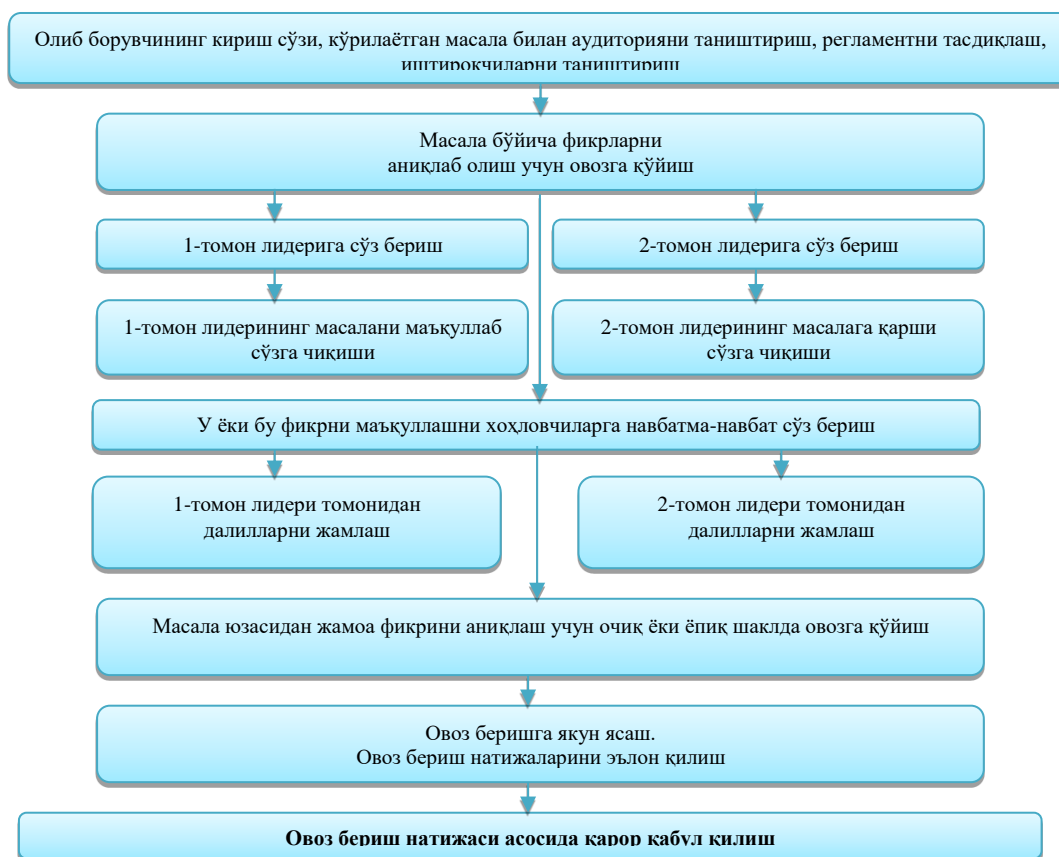 Олиб борувчининг кириш сўзи, кўрилаётган масала билан аудиторияни таништириш, регламентни тасдиқлаш,
иштирокчиларни таништириш
Масала бўйича фикрларни
аниқлаб олиш учун овозга қўйиш
1-томон лидерига сўз бериш
2-томон лидерига сўз бериш
1-томон лидерининг масалани маъқуллаб
сўзга чиқиши
2-томон лидерининг масалага қарши
сўзга чиқиши
У ёки бу фикрни маъқуллашни хоҳловчиларга навбатма-навбат сўз бериш
1-томон лидери томонидан
далилларни жамлаш
2-томон лидери томонидан
далилларни жамлаш
Масала юзасидан жамоа фикрини аниқлаш учун очиқ ёки ёпиқ шаклда овозга қўйиш
Овоз беришга якун ясаш.
Овоз бериш натижаларини эълон қилиш
Овоз бериш натижаси асосида қарор қабул қилиш